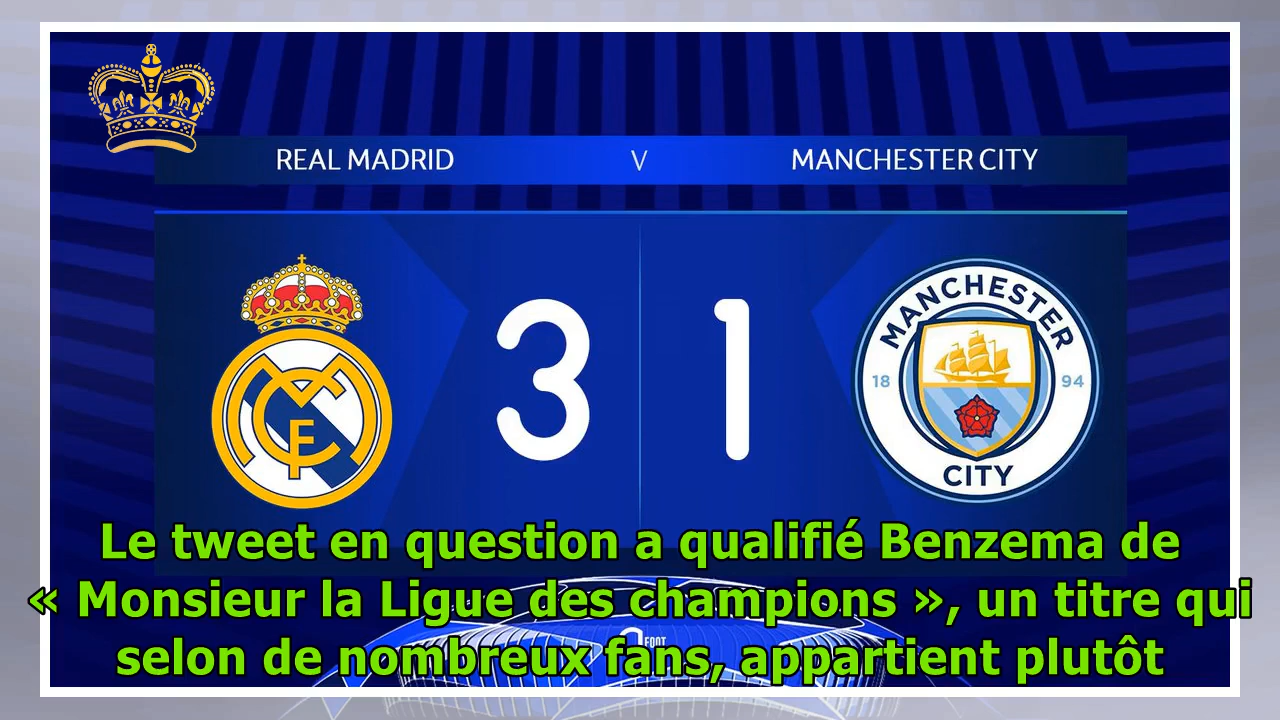 REAL MADRID V MANCHESTER CITY
3 1
MANCHESTER
18 94
CITY
Le tweet en question a qualifié Benzema de
« Monsieur la Ligue des champions », un titre qui
selon de nombreux fans, appartient plutôt
FOOT